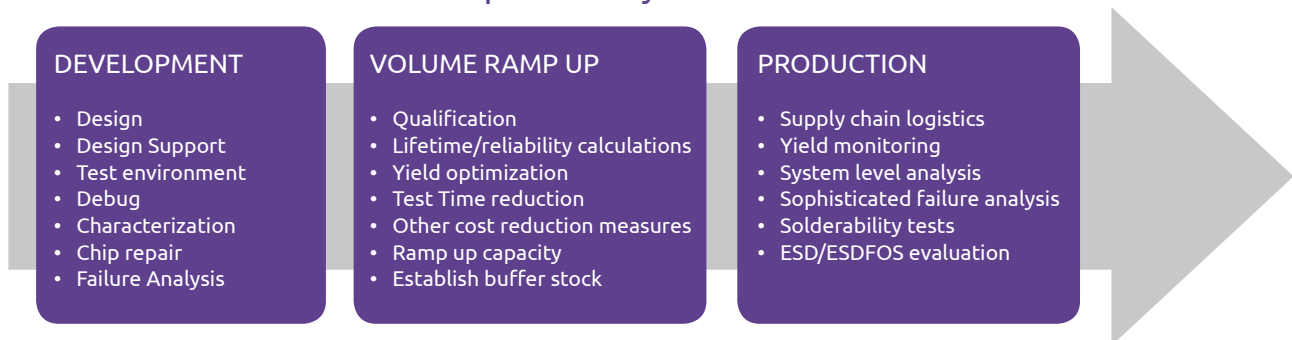 DEVELOPMENT
• Design
• Design Support
• Test environment
• Debug
• Characterization
• Chip repair
• Failure Analysis
VOLUME RAMP UP
• Qualification
• Lifetime/reliability calculations
• Yield optimization
• Test Time reduction
• Other cost reduction measures
• Ramp up capacity
• Establish buffer stock
PRODUCTION
• Supply chain logistics
• Yield monitoring
• System level analysis
• Sophisticated failure analysis
• Solderability tests
• ESD/ESDFOS evaluation